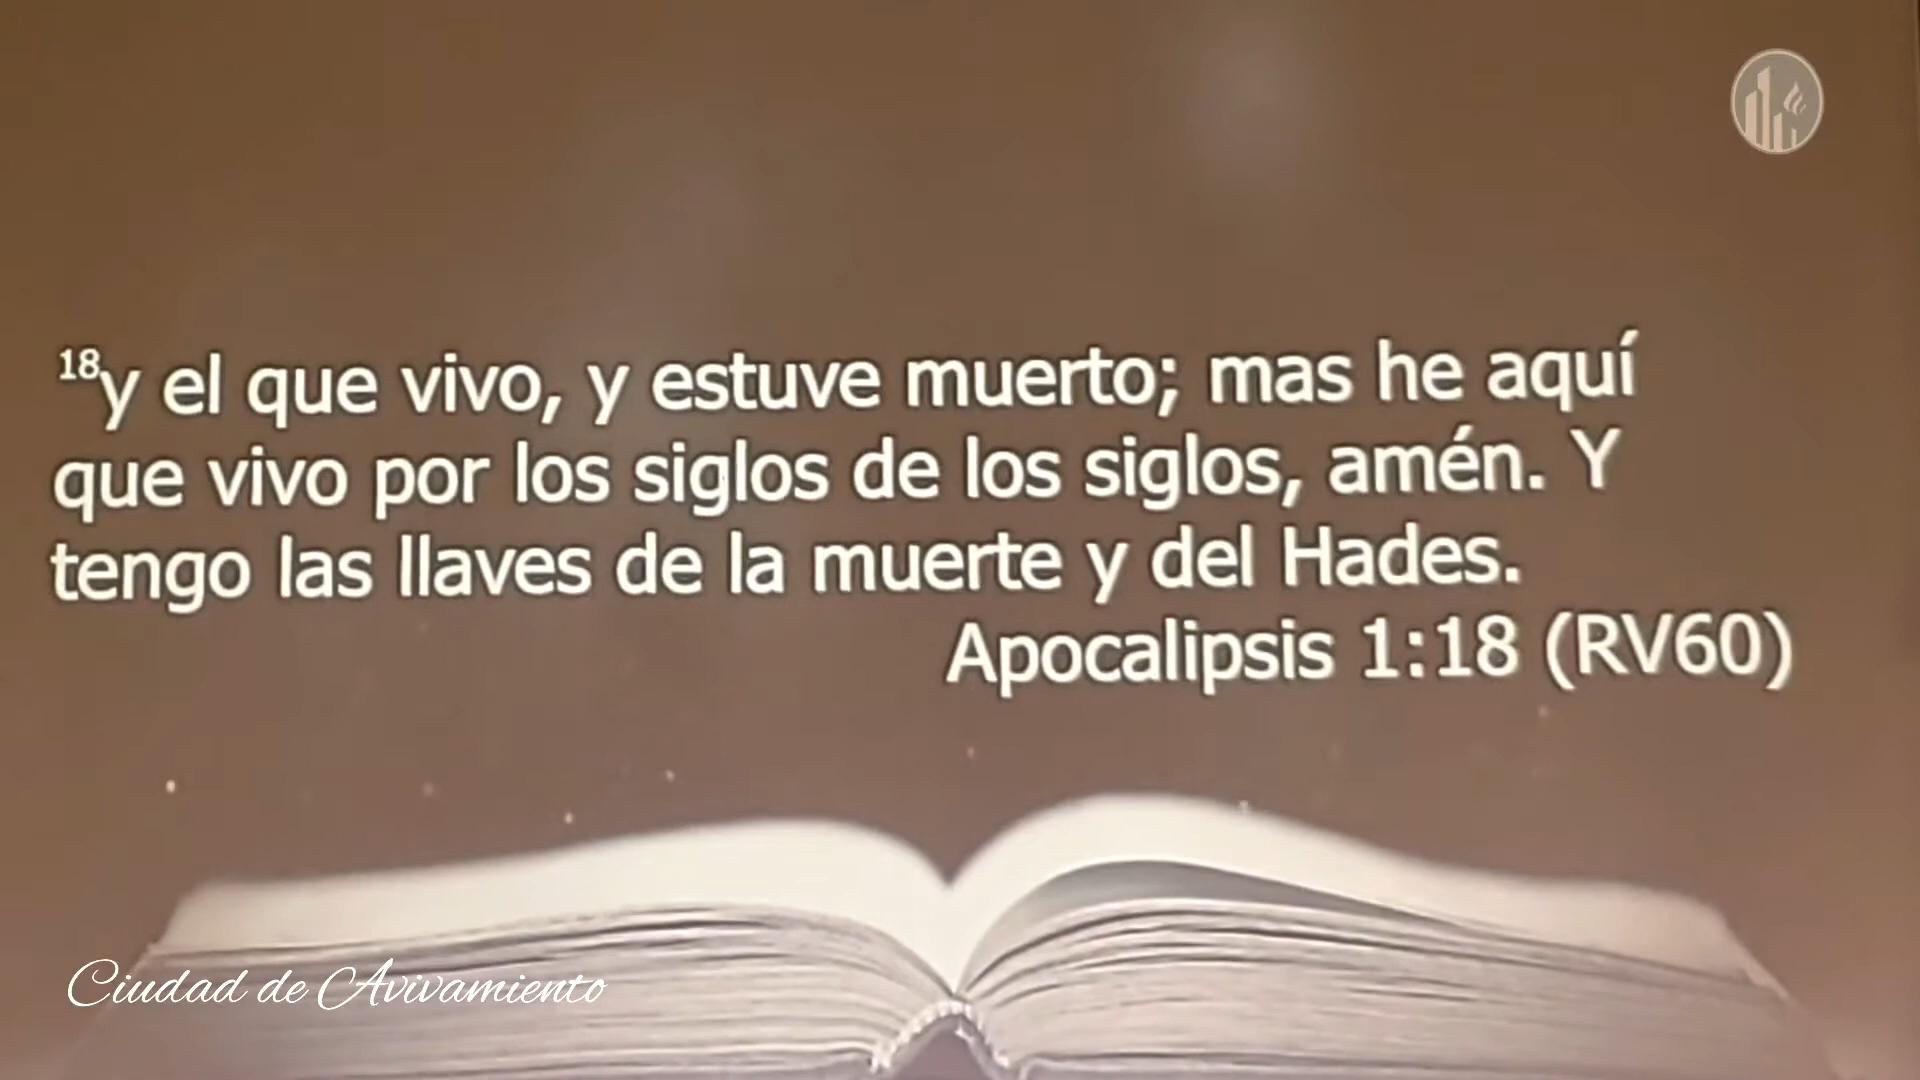 18y el que vivo, y estuve muerto; mas he aquí
que vivo por los siglos de los siglos, amén. Y
tengo las llaves de la muerte y del Hades.
Apocalipsis 1:18 (RV60)
Ciudad de Avivamiento